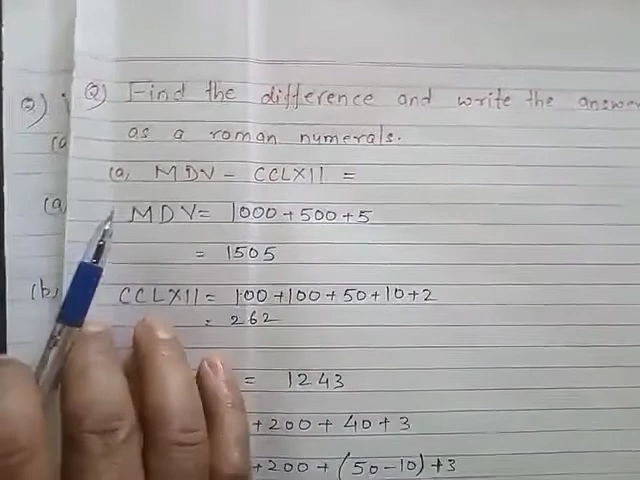 Q) Find the difference and write the answer
as a roman numerals.
(a) MDV - CCLXII =
MDV = 1000 + 500 + 5
= 1505
CCLXII = 100+100+50+10+2
= 262
= 1243
+200 + 40 + 3
+200 + (50-10) + 3
Q)
(a
(a)
(b)